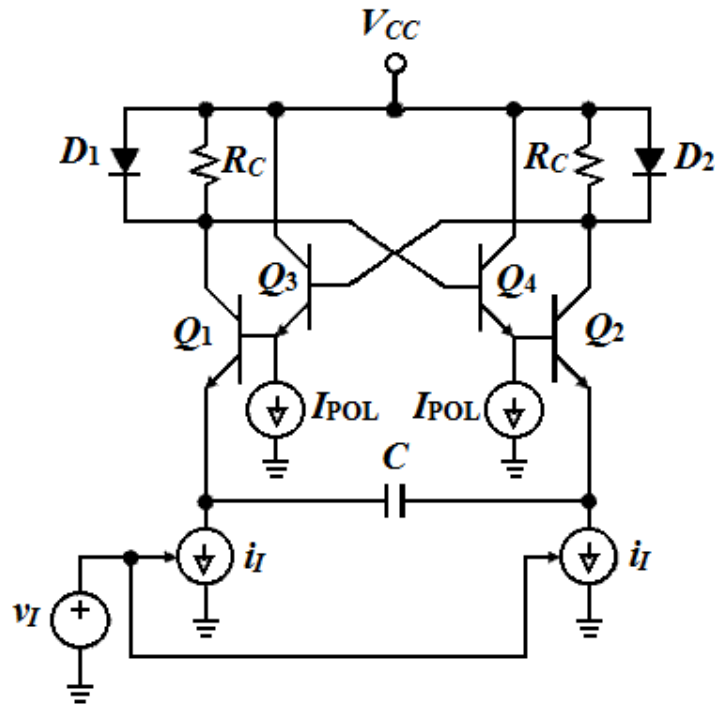 VCC
D1 RC RC D2
Q3 Q4
Q1 Q2
IPOL IPOL
C
iI iI
vI
+